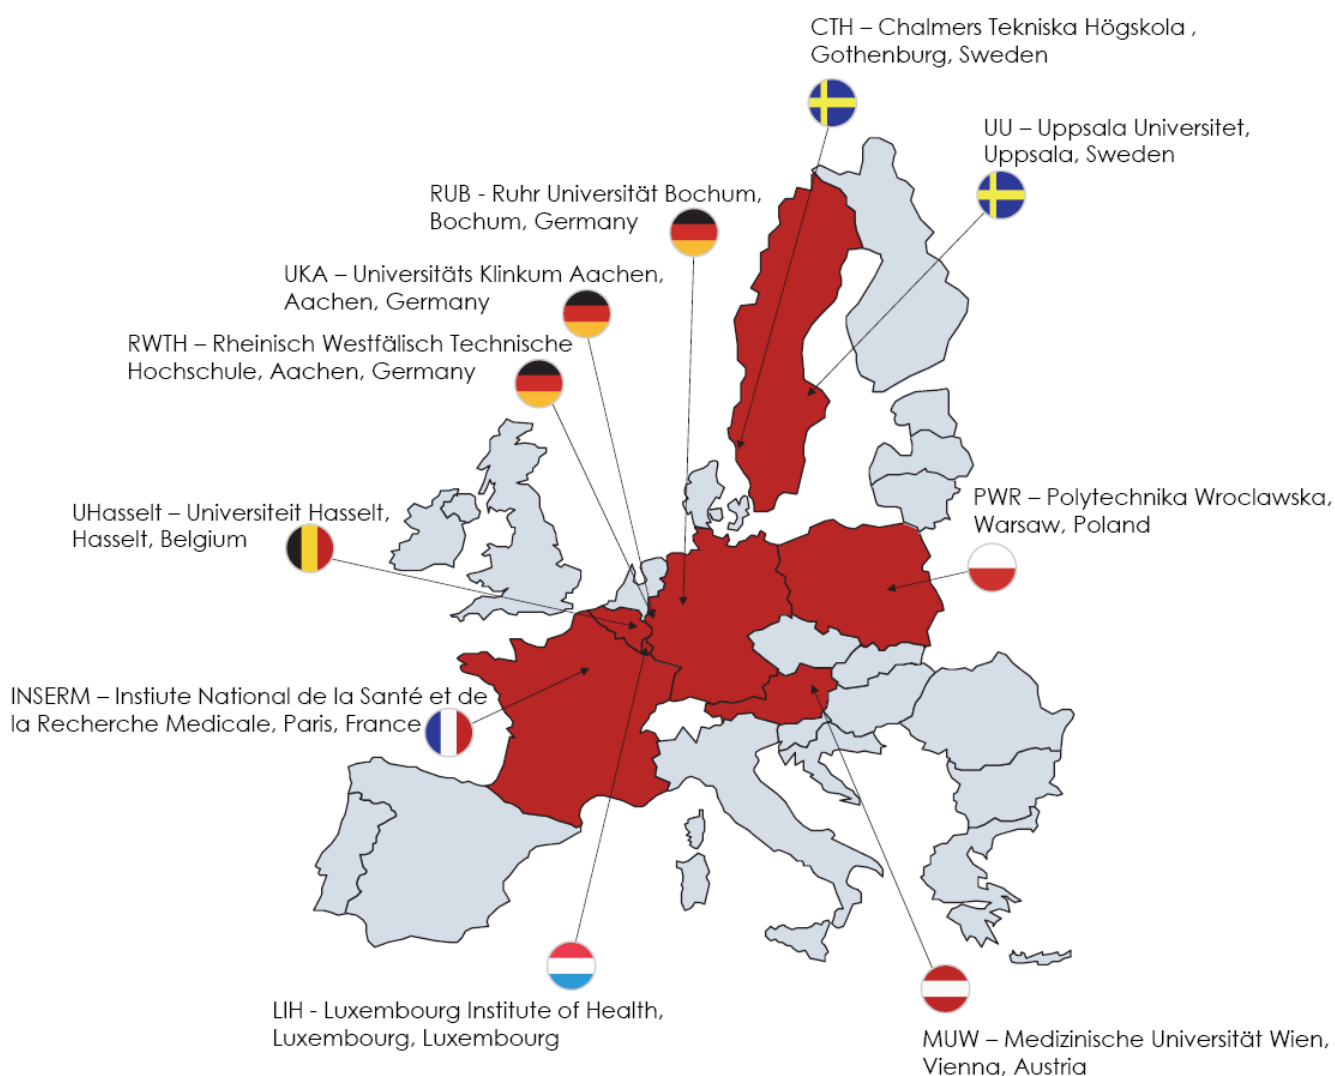 CTH – Chalmers Tekniska Högskola ,
Gothenburg, Sweden
UU – Uppsala Universitet,
Uppsala, Sweden
RUB - Ruhr Universität Bochum,
Bochum, Germany
UKA – Universitäts Klinkum Aachen,
Aachen, Germany
RWTH – Rheinisch Westfälisch Technische
Hochschule, Aachen, Germany
UHasselt – Universiteit Hasselt,
Hasselt, Belgium
PWR – Polytechnika Wroclawska,
Warsaw, Poland
INSERM – Instiute National de la Santé et de
la Recherche Medicale, Paris, France
LIH - Luxembourg Institute of Health,
Luxembourg, Luxembourg
MUW – Medizinische Universität Wien,
Vienna, Austria